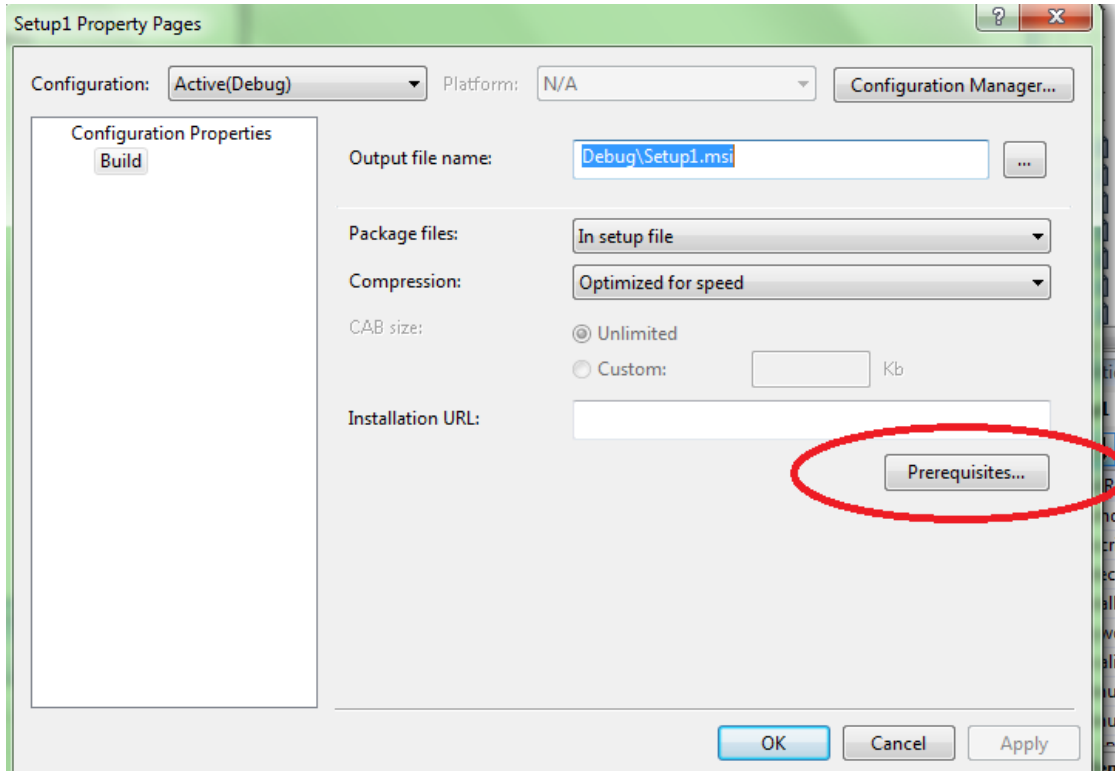 Setup1 Property Pages
?
Configuration: Active(Debug) Platform: N/A Configuration Manager...
Configuration Properties
Build
Output file name: Debug\Setup1.msi ...
Package files: In setup file
Compression: Optimized for speed
CAB size: Unlimited
Custom: Kb
Installation URL:
Prerequisites...
OK Cancel Apply